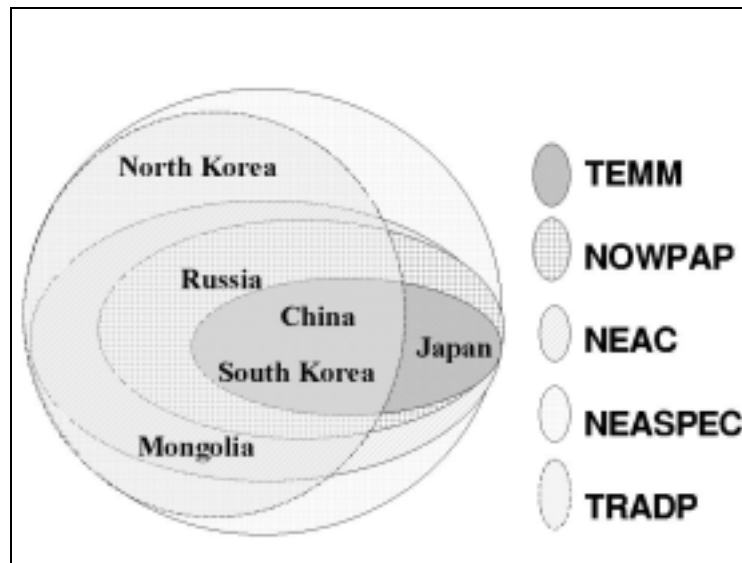 North Korea
Russia
China
Japan
South Korea
Mongolia
TEMM
NOWPAP
NEAC
NEASPEC
TRADP